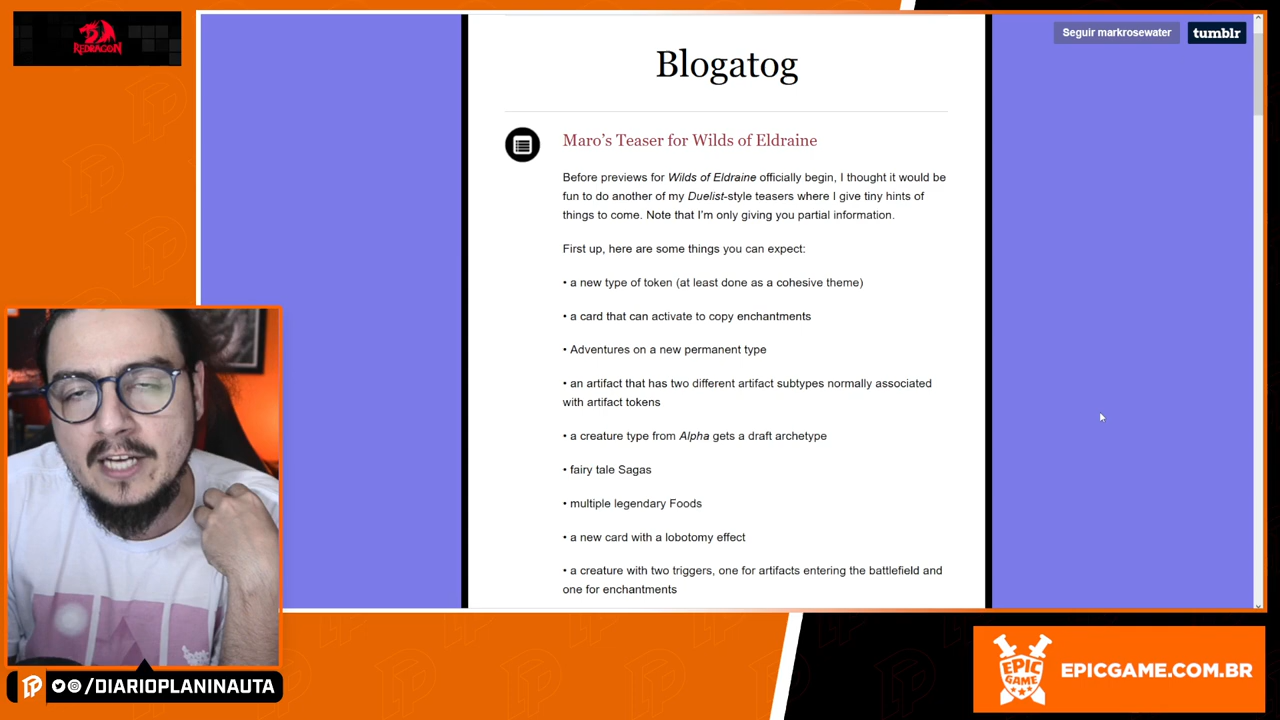 REDRAGON
Seguir markrosewater
tumblr
Blogatog
Maro's Teaser for Wilds of Eldraine
Before previews for Wilds of Eldraine officially begin, I thought it would be
fun to do another of my Duelist-style teasers where I give tiny hints of
things to come. Note that I'm only giving you partial information.
First up, here are some things you can expect:
• a new type of token (at least done as a cohesive theme)
• a card that can activate to copy enchantments
• Adventures on a new permanent type
• an artifact that has two different artifact subtypes normally associated
with artifact tokens
• a creature type from Alpha gets a draft archetype
• fairy tale Sagas
• multiple legendary Foods
• a new card with a lobotomy effect
• a creature with two triggers, one for artifacts entering the battlefield and
one for enchantments
/DIARIOPLANINAUTA
EPIC
GAME
EPICGAME.COM.BR